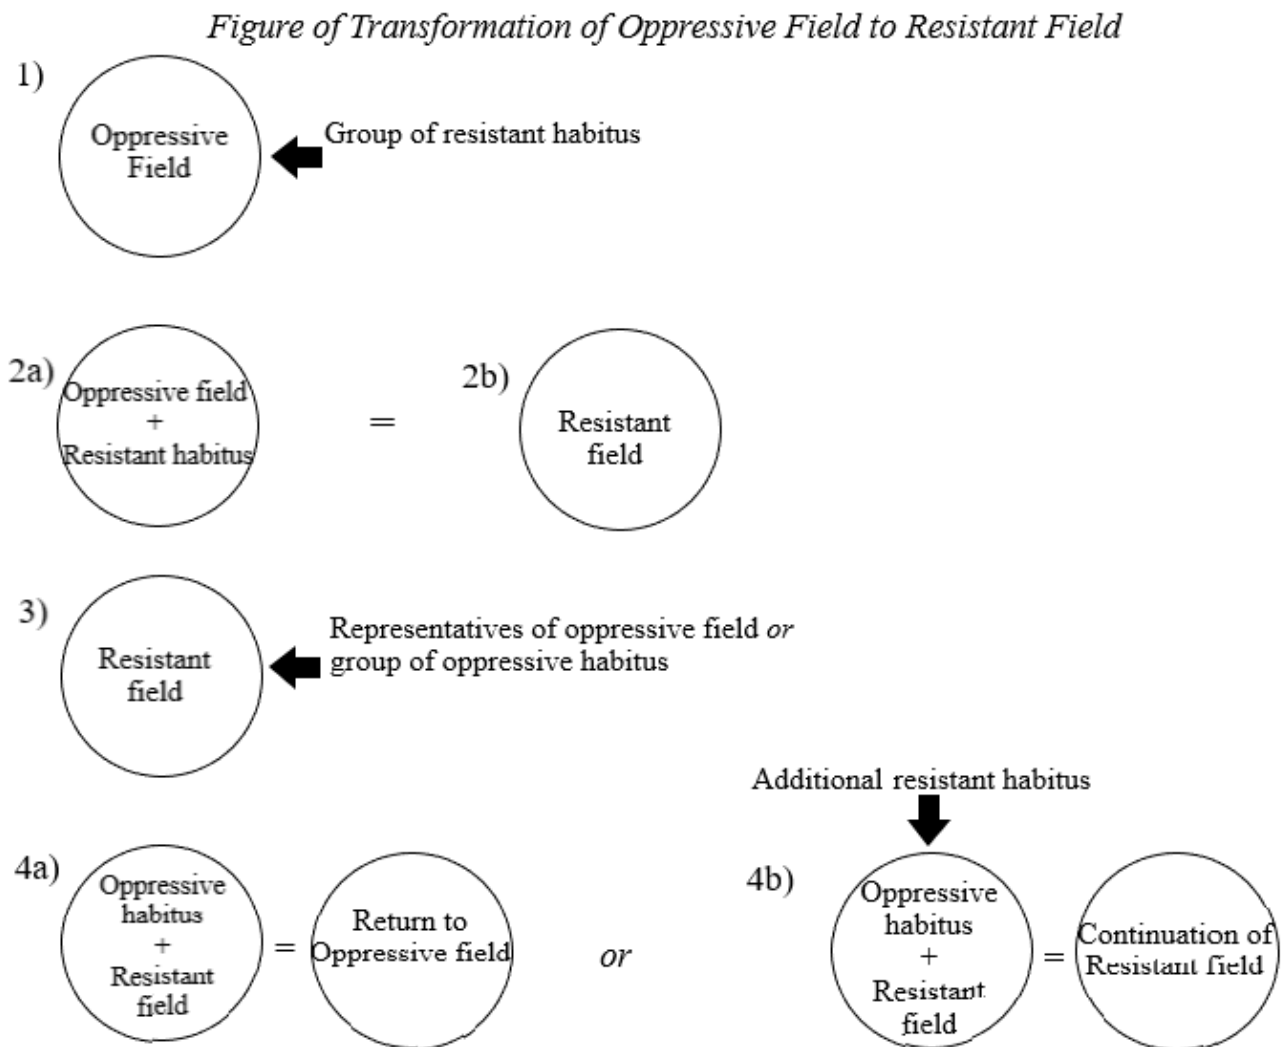 Figure of Transformation of Oppressive Field to Resistant Field
1)
Oppressive
Field
Group of resistant habitus
2a)
Oppressive field
+
Resistant habitus
=
2b)
Resistant
field
3)
Resistant
field
Representatives of oppressive field or
group of oppressive habitus
4a)
Oppressive
habitus
+
Resistant
field
=
Return to
Oppressive field
or
Additional resistant habitus
4b)
Oppressive
habitus
+
Resistant
field
=
Continuation of
Resistant field